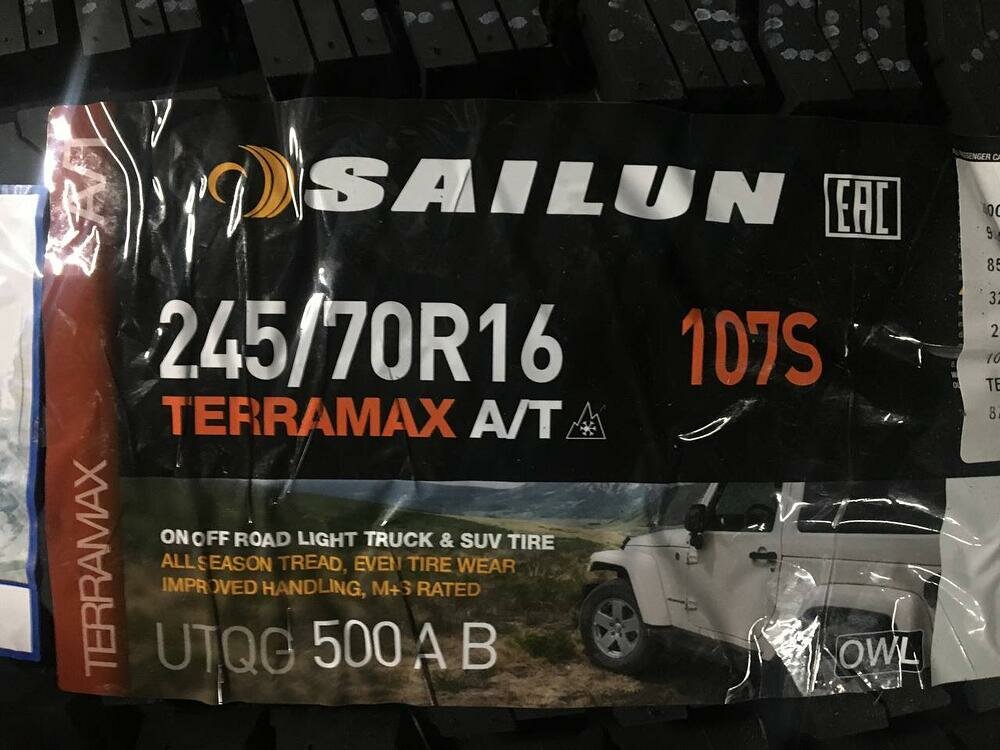 SAILUN
EAC
245/70R16
107S
TERRAMAX A/T
ON OFF ROAD LIGHT TRUCK & SUV TIRE
ALL SEASON TREAD, EVEN TIRE WEAR
IMPROVED HANDLING, M+S RATED
UTQG 500 A B
OWL
TERRAMAX A/T